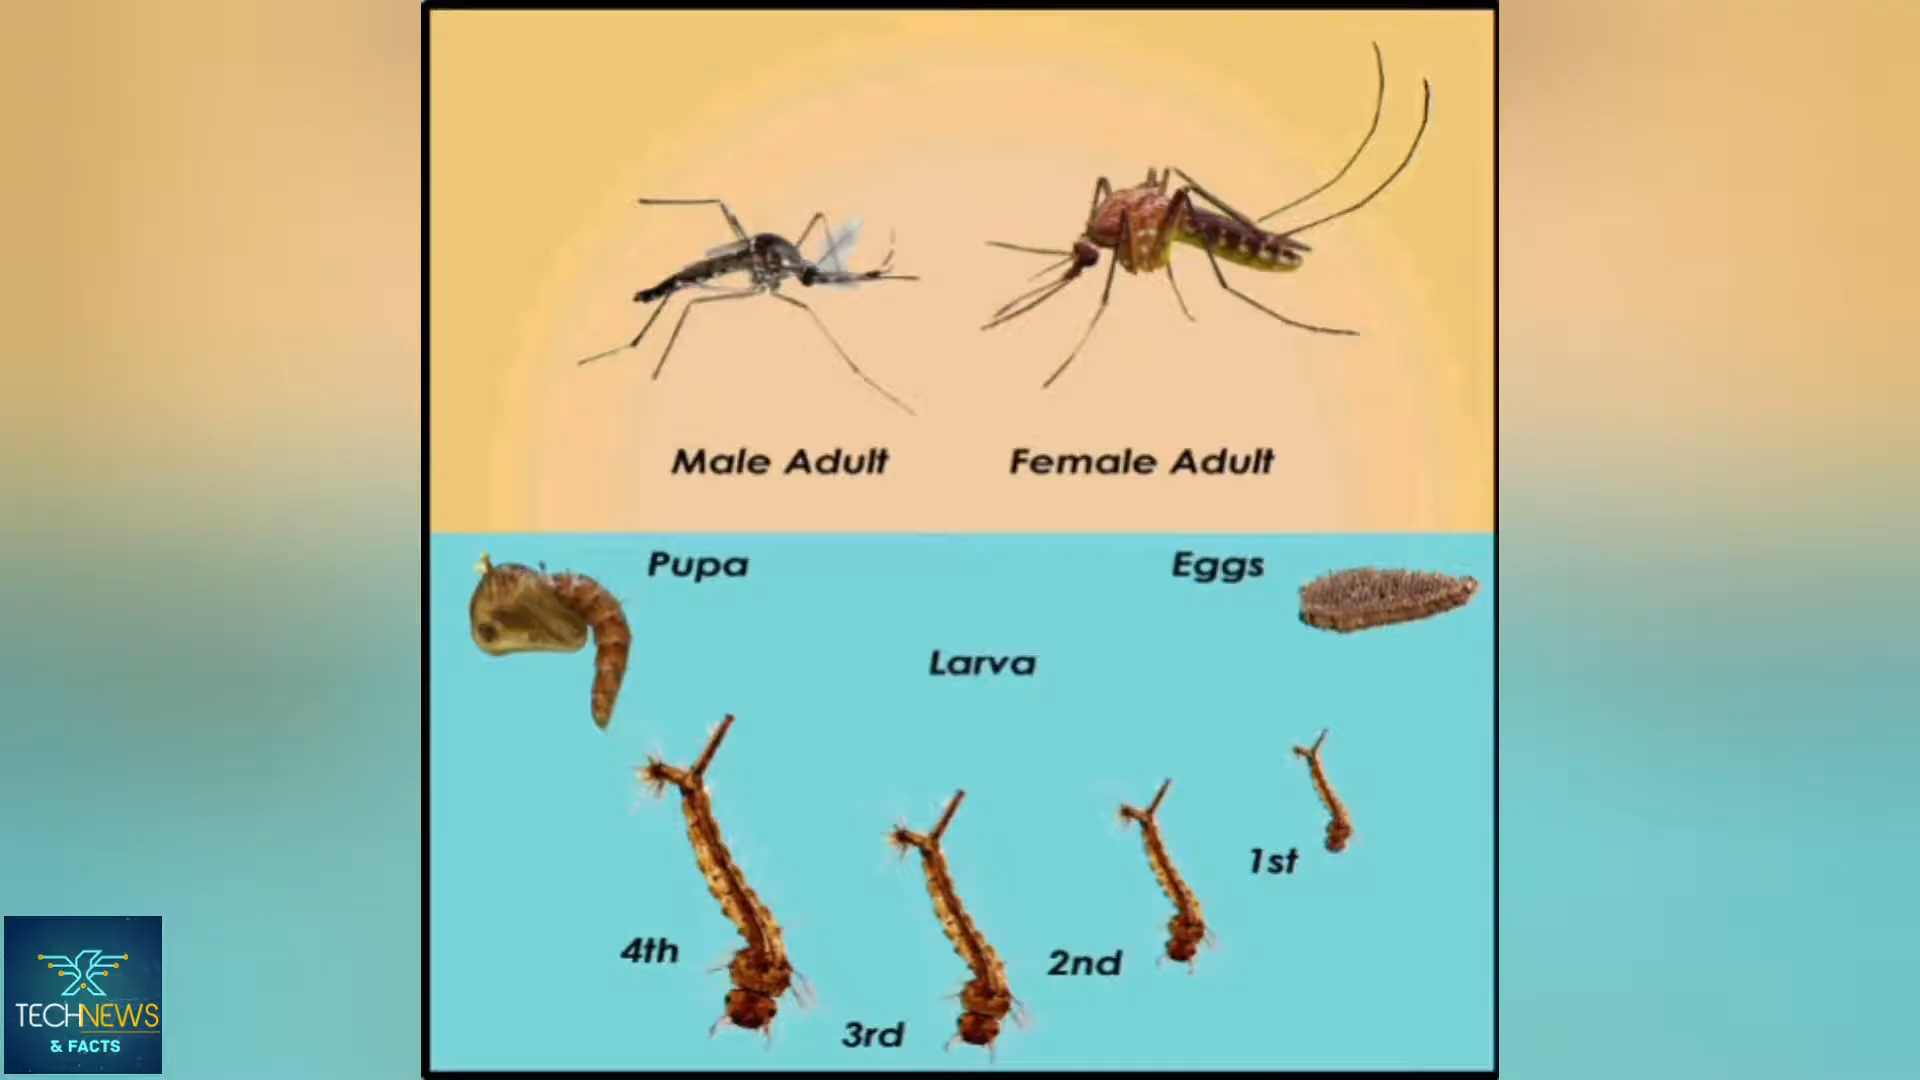 Male Adult
Female Adult
Pupa
Eggs
Larva
1st
4th
2nd
3rd
TECHNEWS
& FACTS